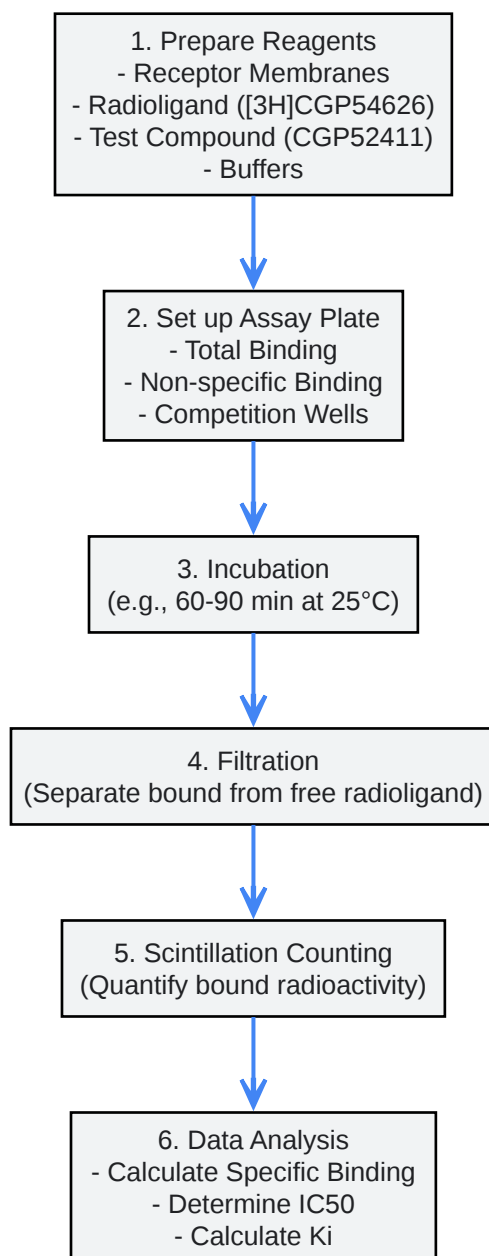 1. Prepare Reagents
- Receptor Membranes
- Radioligand ([3H]CGP54626)
- Test Compound (CGP52411)
- Buffers
2. Set up Assay Plate
- Total Binding
- Non-specific Binding
- Competition Wells
3. Incubation
(e.g., 60-90 min at 25°C)
4. Filtration
(Separate bound from free radioligand)
5. Scintillation Counting
(Quantify bound radioactivity)
6. Data Analysis
- Calculate Specific Binding
- Determine IC50
- Calculate Ki